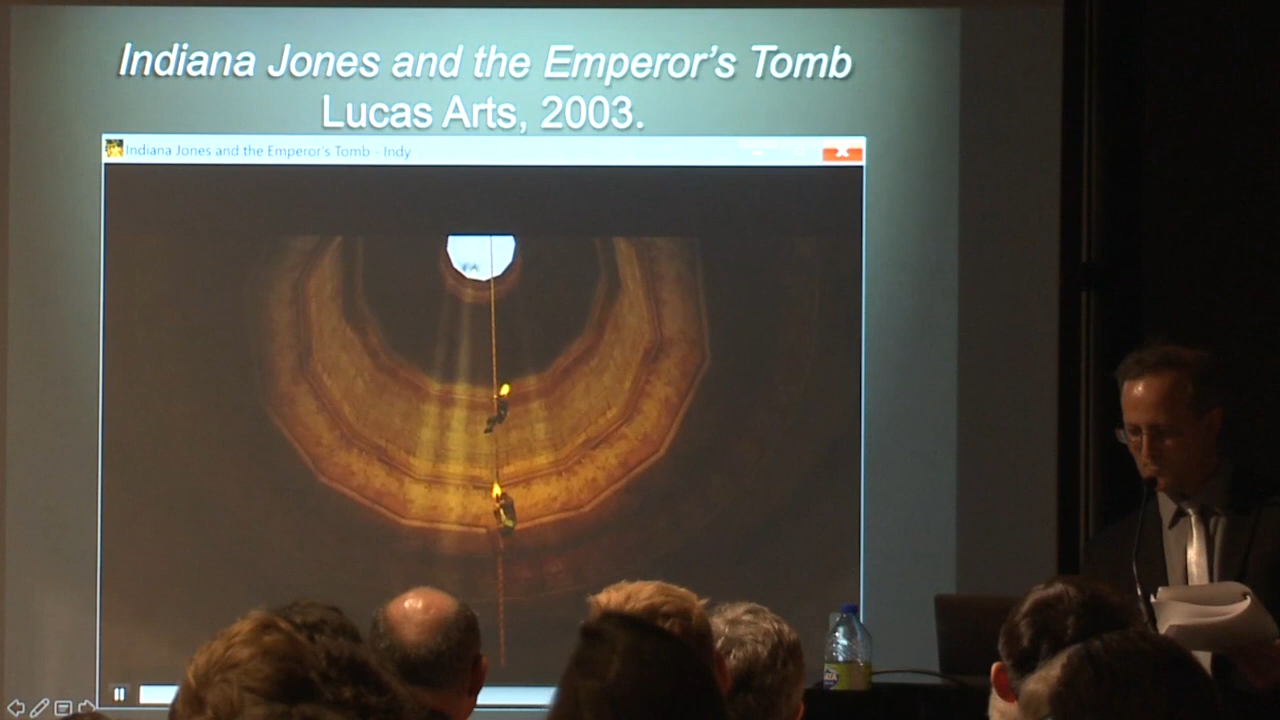 Indiana Jones and the Emperor's Tomb
Lucas Arts, 2003.
Indiana Jones and the Emperor's Tomb - Indy